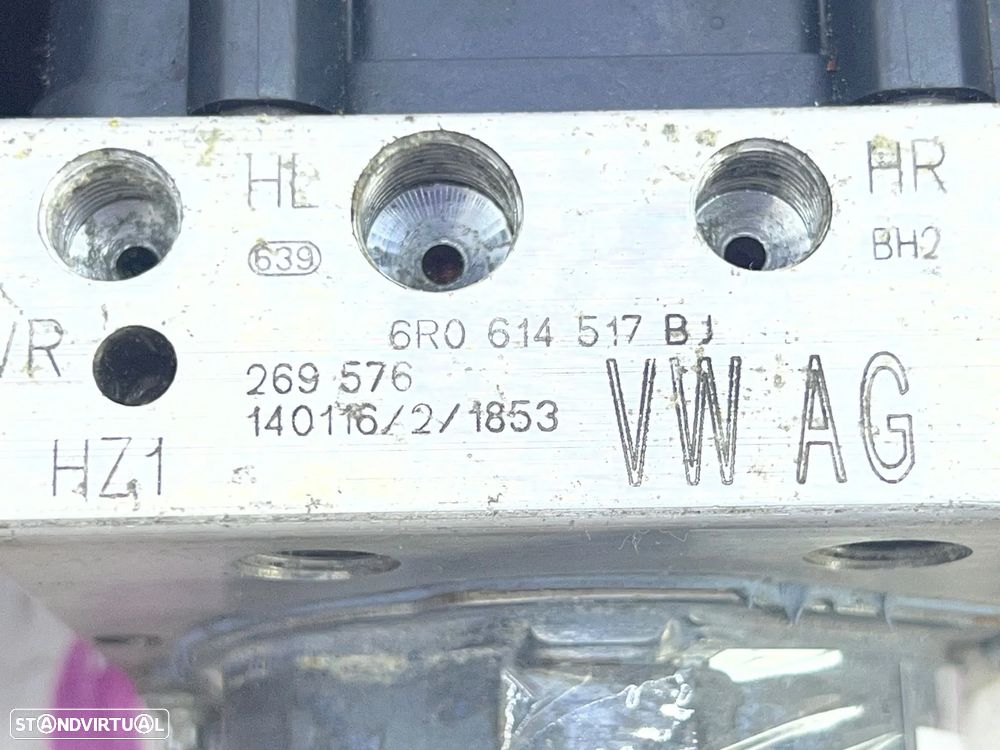 HL
HR
639
BH2
VR
6R0 614 517 BJ
269 576
140116/2/1853
VW AG
HZ1
STANDVIRTUAL